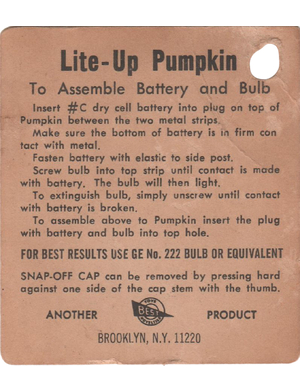 Lite-Up Pumpkin
To Assemble Battery and Bulb
Insert #C dry cell battery into plug on top of
Pumpkin between the two metal strips.
Make sure the bottom of battery is in firm con
tact with metal.
Fasten battery with elastic to side post.
Screw bulb into top strip until contact is made
with battery. The bulb will then light.
To extinguish bulb, simply unscrew until contact
with battery is broken.
To assemble above to Pumpkin insert the plug
with battery and bulb into top hole.
FOR BEST RESULTS USE GE No. 222 BULB OR EQUIVALENT
SNAP-OFF CAP can be removed by pressing hard
against one side of the cap stem with the thumb.
ANOTHER BEST PRODUCT
BROOKLYN, N.Y. 11220